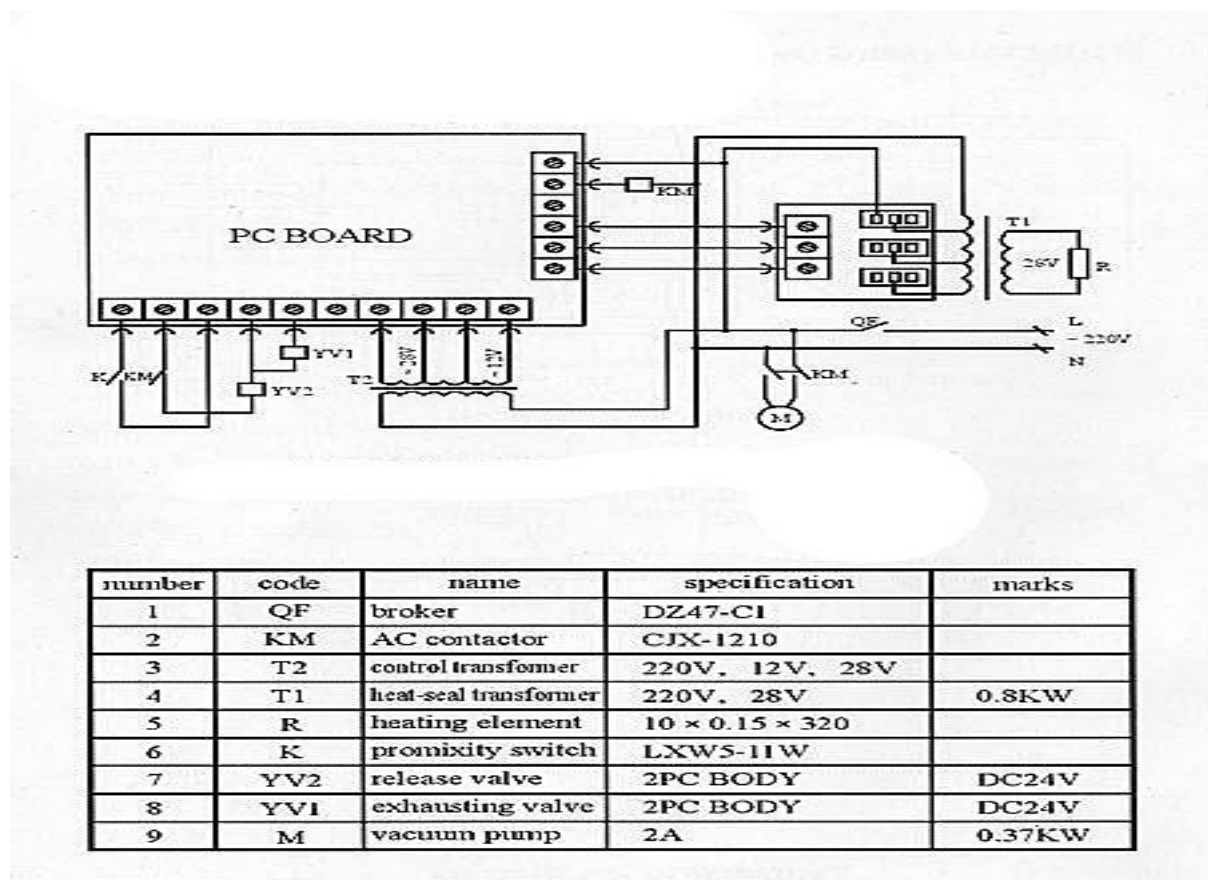 PC BOARD
KM
T1
28V
R
QF
L
~ 220V
N
KM
M
K
KM
YV1
YV2
T2
~ 28V
~ 12V
number code name specification marks
1 QF broker DZ47-C1
2 KM AC contactor CJX-1210
3 T2 control transformer 220V、12V、28V
4 T1 heat-seal transformer 220V、28V 0.8KW
5 R heating element 10 × 0.15 × 320
6 K promixity switch LXW5-11W
7 YV2 release valve 2PC BODY DC24V
8 YV1 exhausting valve 2PC BODY DC24V
9 M vacuum pump 2A 0.37KW